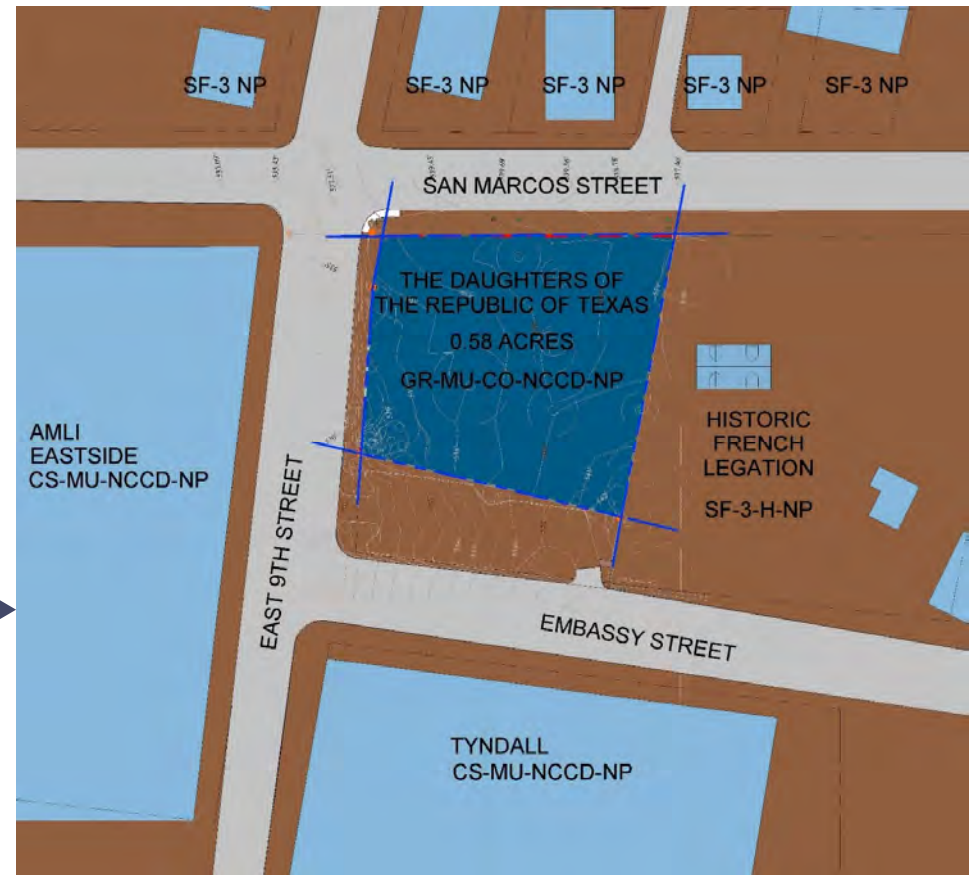 SF-3 NP
SF-3 NP
SF-3 NP
SF-3 NP
SF-3 NP
SAN MARCOS STREET
THE DAUGHTERS OF
THE REPUBLIC OF TEXAS
0.58 ACRES
GR-MU-CO-NCCD-NP
HISTORIC
FRENCH
LEGATION
SF-3-H-NP
AMLI
EASTSIDE
CS-MU-NCCD-NP
EAST 9TH STREET
EMBASSY STREET
TYNDALL
CS-MU-NCCD-NP